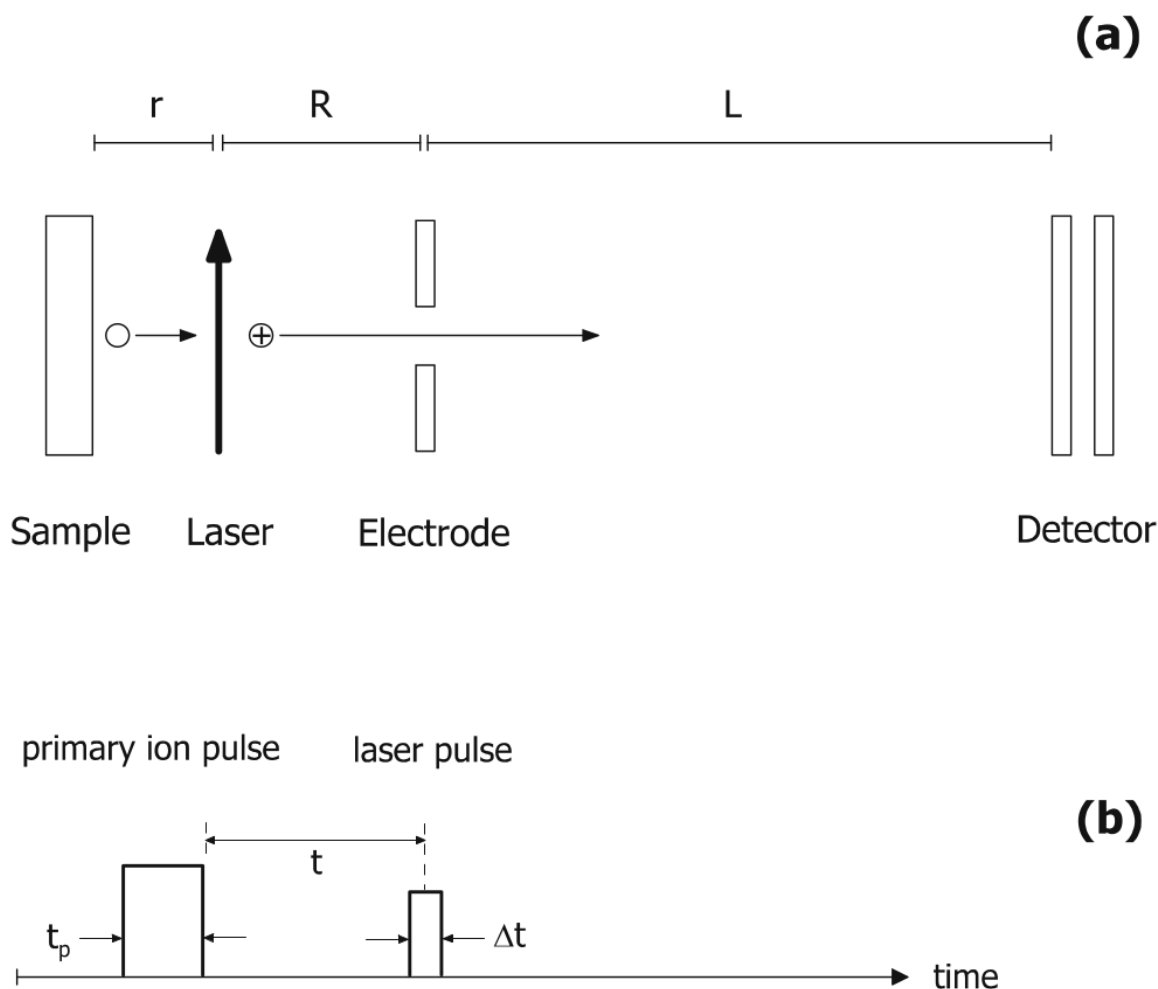 (a)
r R L
Sample Laser Electrode Detector
primary ion pulse laser pulse
(b)
t
tp Δt
time